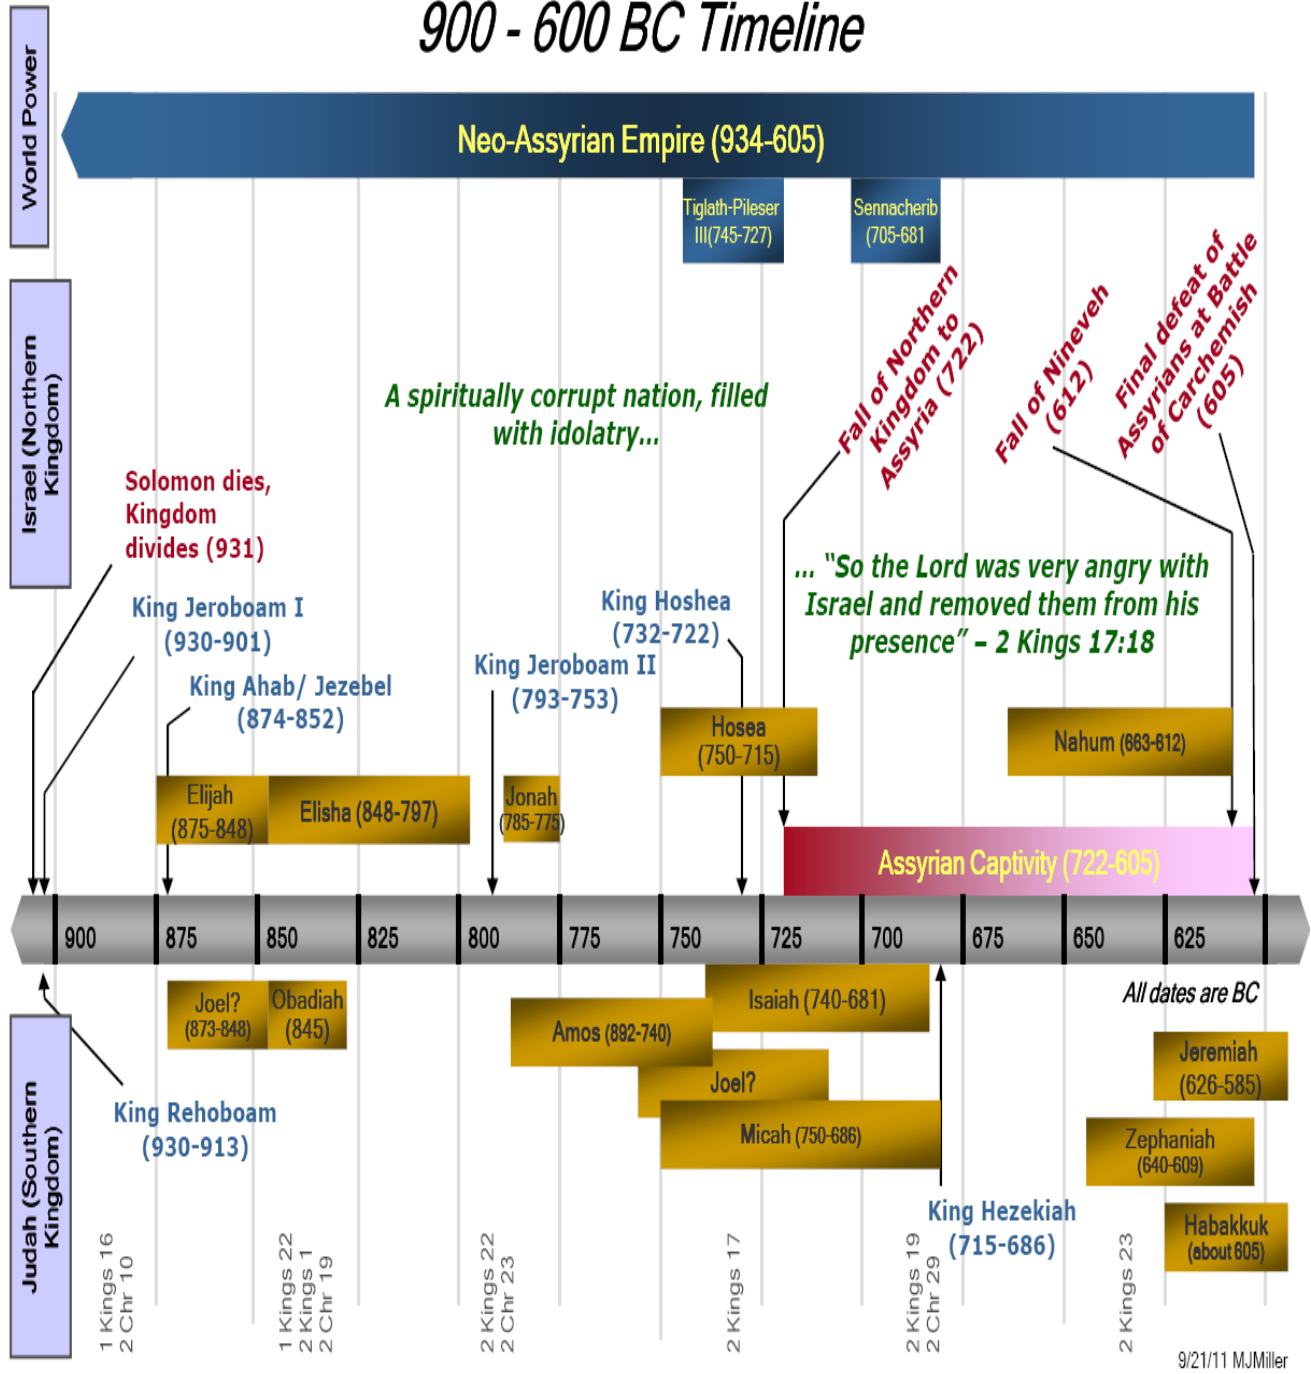 900 - 600 BC Timeline
World Power
Neo-Assyrian Empire (934-605)
Tiglath-Pileser
III(745-727)
Sennacherib
(705-681
Israel (Northern
Kingdom)
A spiritually corrupt nation, filled
with idolatry...
Fall of Northern
Kingdom to
Assyria (722)
Fall of Nineveh
(612)
Final defeat of
Assyrians at Battle
of Carchemish
(605)
Solomon dies,
Kingdom
divides (931)
... “So the Lord was very angry with
Israel and removed them from his
presence” – 2 Kings 17:18
King Jeroboam I
(930-901)
King Hoshea
(732-722)
King Jeroboam II
(793-753)
King Ahab/ Jezebel
(874-852)
Hosea
(750-715)
Nahum (663-612)
Elijah
(875-848)
Elisha (848-797)
Jonah
(785-775)
Assyrian Captivity (722-605)
900 875 850 825 800 775 750 725 700 675 650 625
All dates are BC
Judah (Southern
Kingdom)
Joel?
(873-848)
Obadiah
(845)
Isaiah (740-681)
Amos (892-740)
Joel?
Micah (750-686)
Jeremiah
(626-585)
Zephaniah
(640-609)
Habakkuk
(about 605)
King Rehoboam
(930-913)
King Hezekiah
(715-686)
1 Kings 16
2 Chr 10
1 Kings 22
2 Kings 1
2 Chr 19
2 Kings 22
2 Chr 23
2 Kings 17
2 Kings 19
2 Chr 29
2 Kings 23
9/21/11 MJMiller